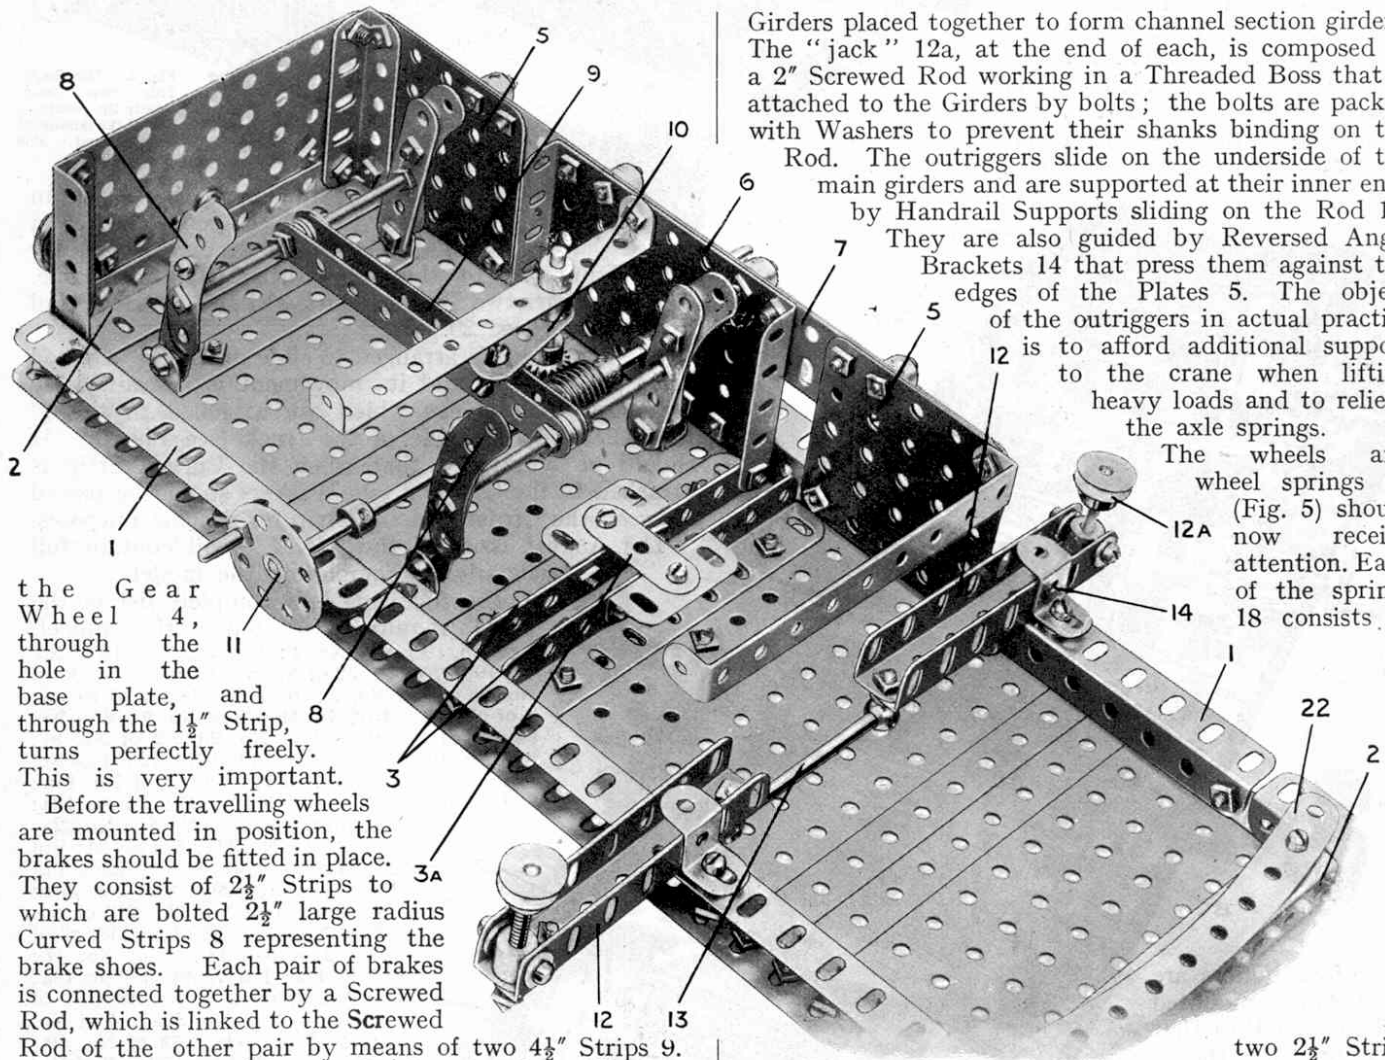 the Gear
Wheel 4,
through the
hole in the
base plate, and
through the 1½″ Strip,
turns perfectly freely.
This is very important.
Before the travelling wheels
are mounted in position, the
brakes should be fitted in place.
They consist of 2½″ Strips to
which are bolted 2½″ large radius
Curved Strips 8 representing the
brake shoes. Each pair of brakes
is connected together by a Screwed
Rod, which is linked to the Screwed
Rod of the other pair by means of two 4½″ Strips 9.
Girders placed together to form channel section girder
The “jack” 12a, at the end of each, is composed
a 2″ Screwed Rod working in a Threaded Boss that
attached to the Girders by bolts; the bolts are pack
with Washers to prevent their shanks binding on t
Rod. The outriggers slide on the underside of t
main girders and are supported at their inner en
by Handrail Supports sliding on the Rod 1
They are also guided by Reversed Ang
Brackets 14 that press them against t
edges of the Plates 5. The obje
of the outriggers in actual practi
is to afford additional suppo
to the crane when lifti
heavy loads and to relie
the axle springs.
The wheels an
wheel springs
(Fig. 5) shou
now recei
attention. Ea
of the sprin
18 consists
two 2½″ Stri
8
5
9
10
6
7
5
12
12A
14
1
22
2
2
1
11
8
3
3A
12
13